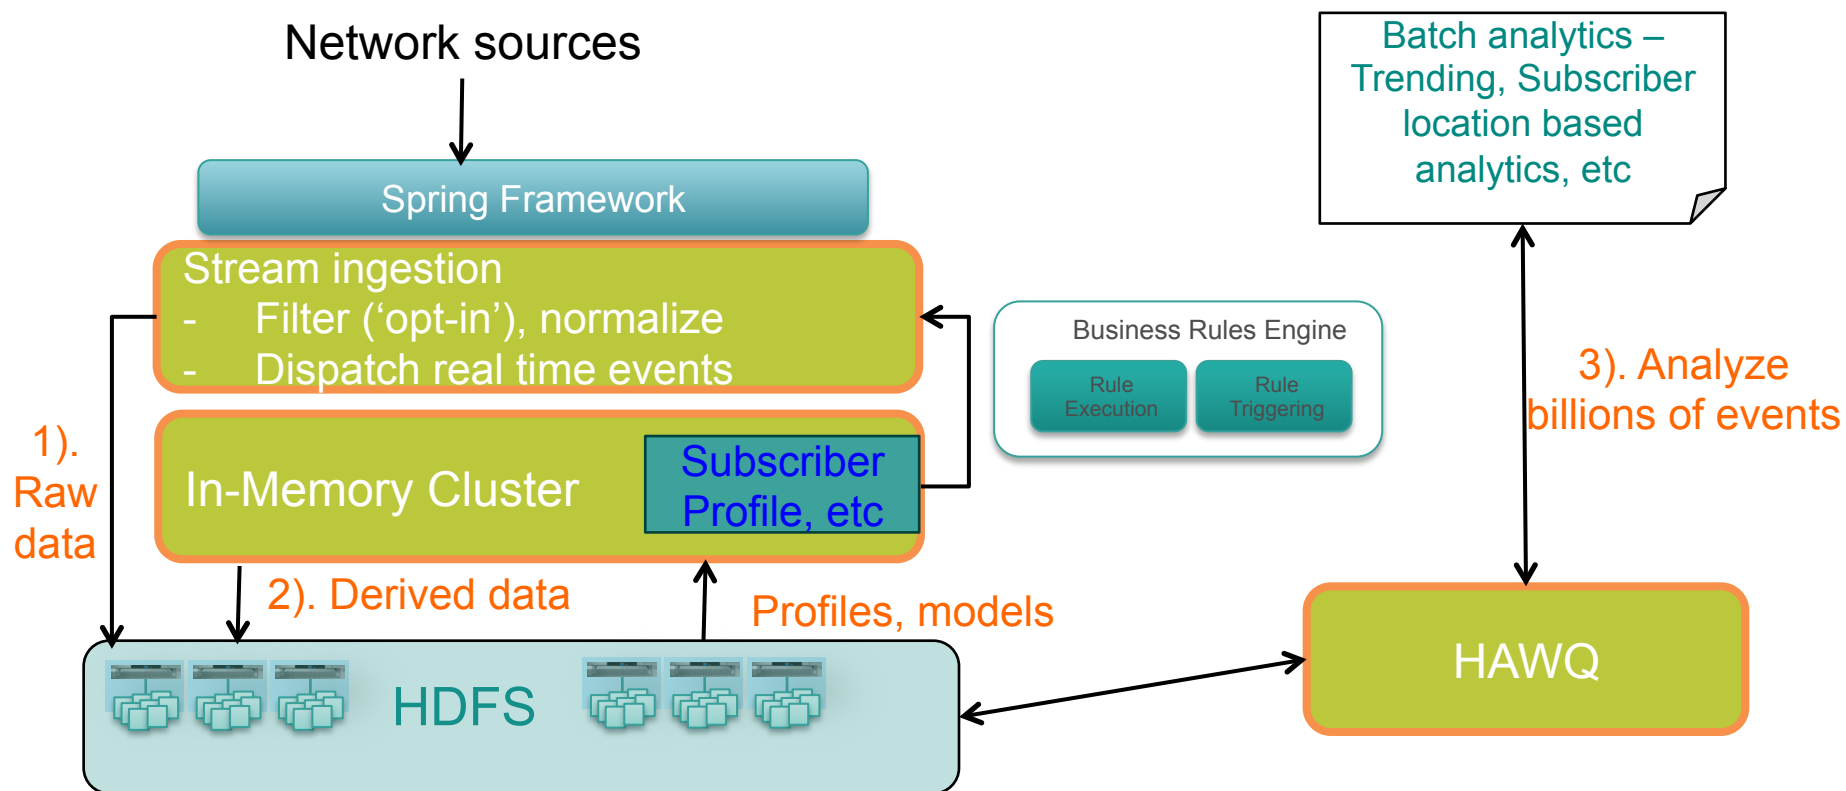 Network sources
Spring Framework
Stream ingestion
- Filter (‘opt-in’), normalize
- Dispatch real time events
In-Memory Cluster
Subscriber
Profile, etc
1).
Raw
data
2). Derived data
Profiles, models
HDFS
Business Rules Engine
Rule
Execution
Rule
Triggering
Batch analytics –
Trending, Subscriber
location based
analytics, etc
3). Analyze
billions of events
HAWQ